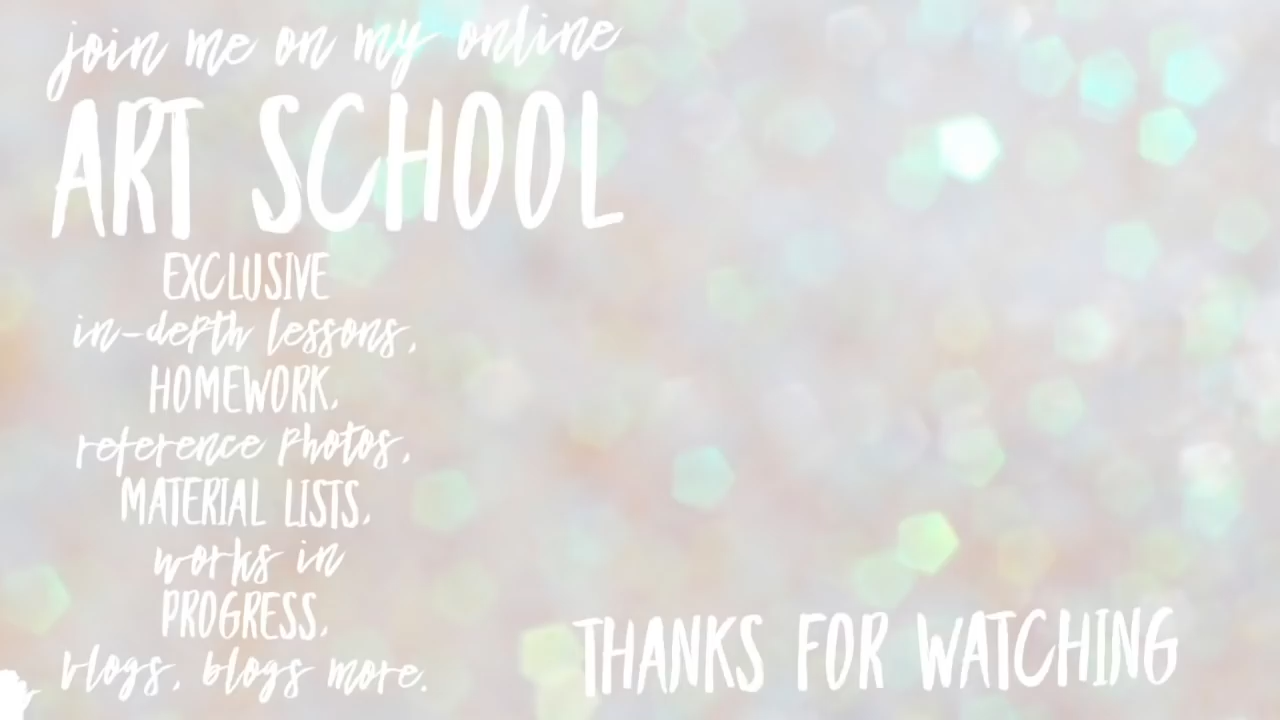 join me on my online
ART SCHOOL
EXCLUSIVE
in-depth lessons,
HOMEWORK,
reference photos,
MATERIAL LISTS,
works in
PROGRESS,
vlogs, blogs more.
THANKS FOR WATCHING